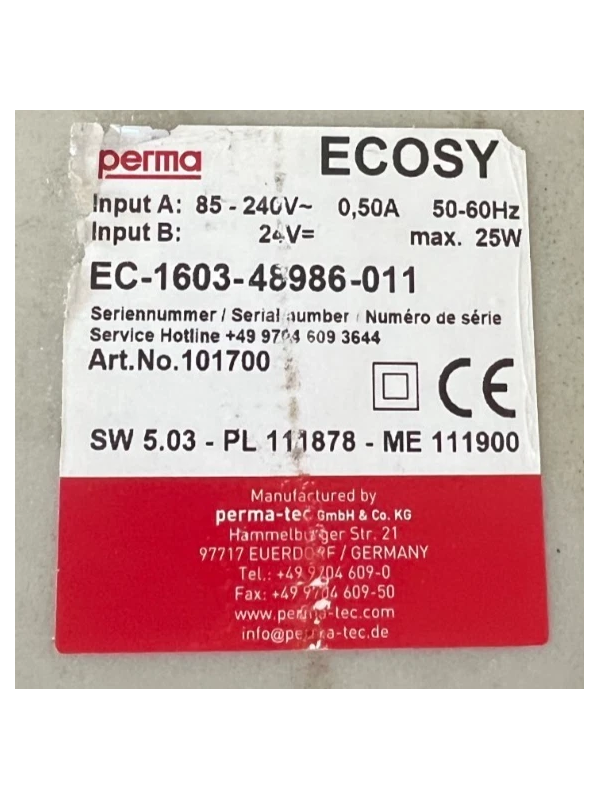 perma ECOSY
Input A: 85 - 240V~ 0,50A 50-60Hz
Input B: 24V= max. 25W
EC-1603-48986-011
Seriennummer / Serial number / Numéro de série
Service Hotline +49 9704 609 3644
Art.No.101700
CE
SW 5.03 - PL 111878 - ME 111900
Manufactured by
perma-tec GmbH & Co. KG
Hammelburger Str. 21
97717 EUERDORF / GERMANY
Tel.: +49 9704 609-0
Fax: +49 9704 609-50
www.perma-tec.com
info@perma-tec.de